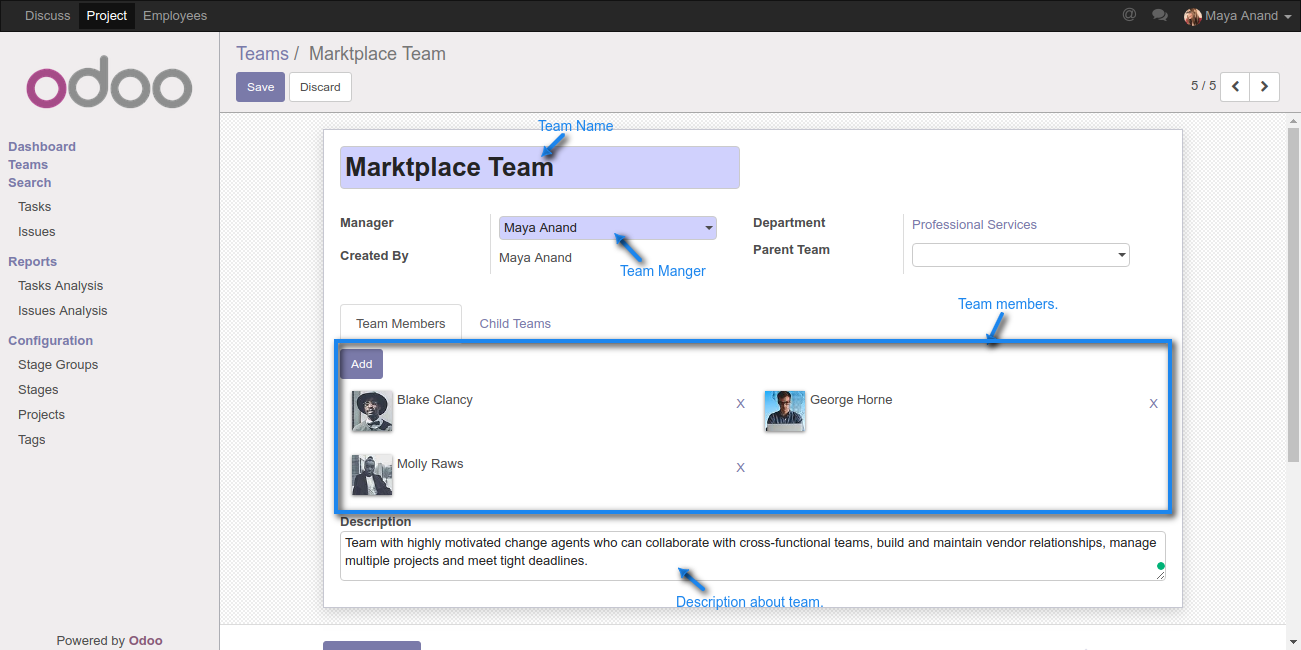 Discuss Project Employees @ Maya Anand
odoo
Teams / Marktplace Team
Save Discard 5 / 5
Dashboard
Teams
Search
Tasks
Issues
Reports
Tasks Analysis
Issues Analysis
Configuration
Stage Groups
Stages
Projects
Tags
Powered by Odoo
Team Name
Marktplace Team
Manager Maya Anand Department Professional Services
Created By Maya Anand Parent Team
Team Manger
Team members.
Team Members Child Teams
Add
Blake Clancy X George Horne X
Molly Raws X
Description
Team with highly motivated change agents who can collaborate with cross-functional teams, build and maintain vendor relationships, manage
multiple projects and meet tight deadlines.
Description about team.